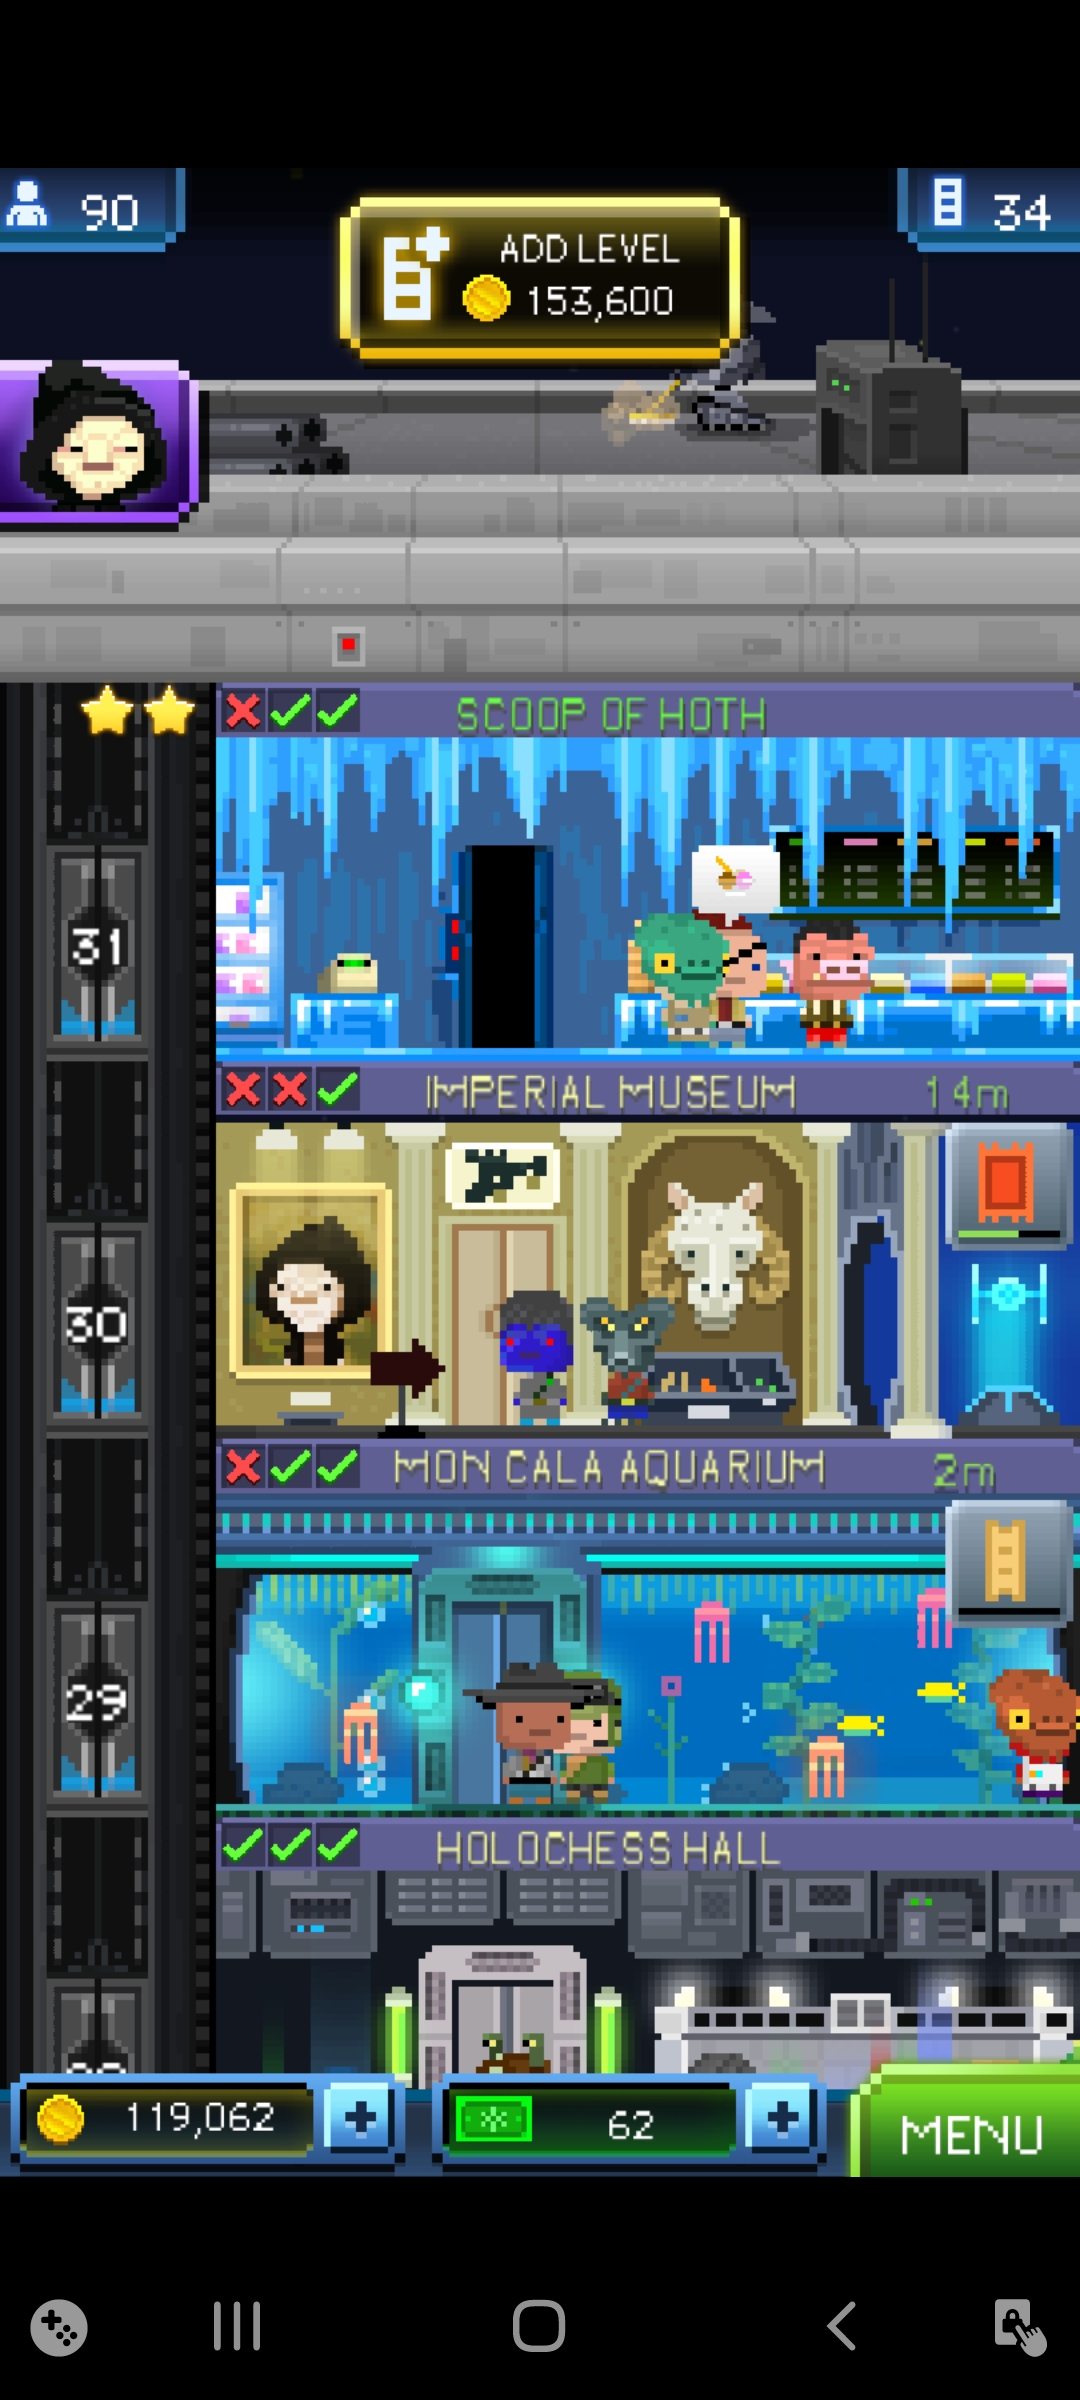 90
ADD LEVEL
153,600
34
SCOOP OF HOTH
31
IMPERIAL MUSEUM 14m
30
MON CALA AQUARIUM 2m
29
HOLOCHESS HALL
119,062
62
MENU